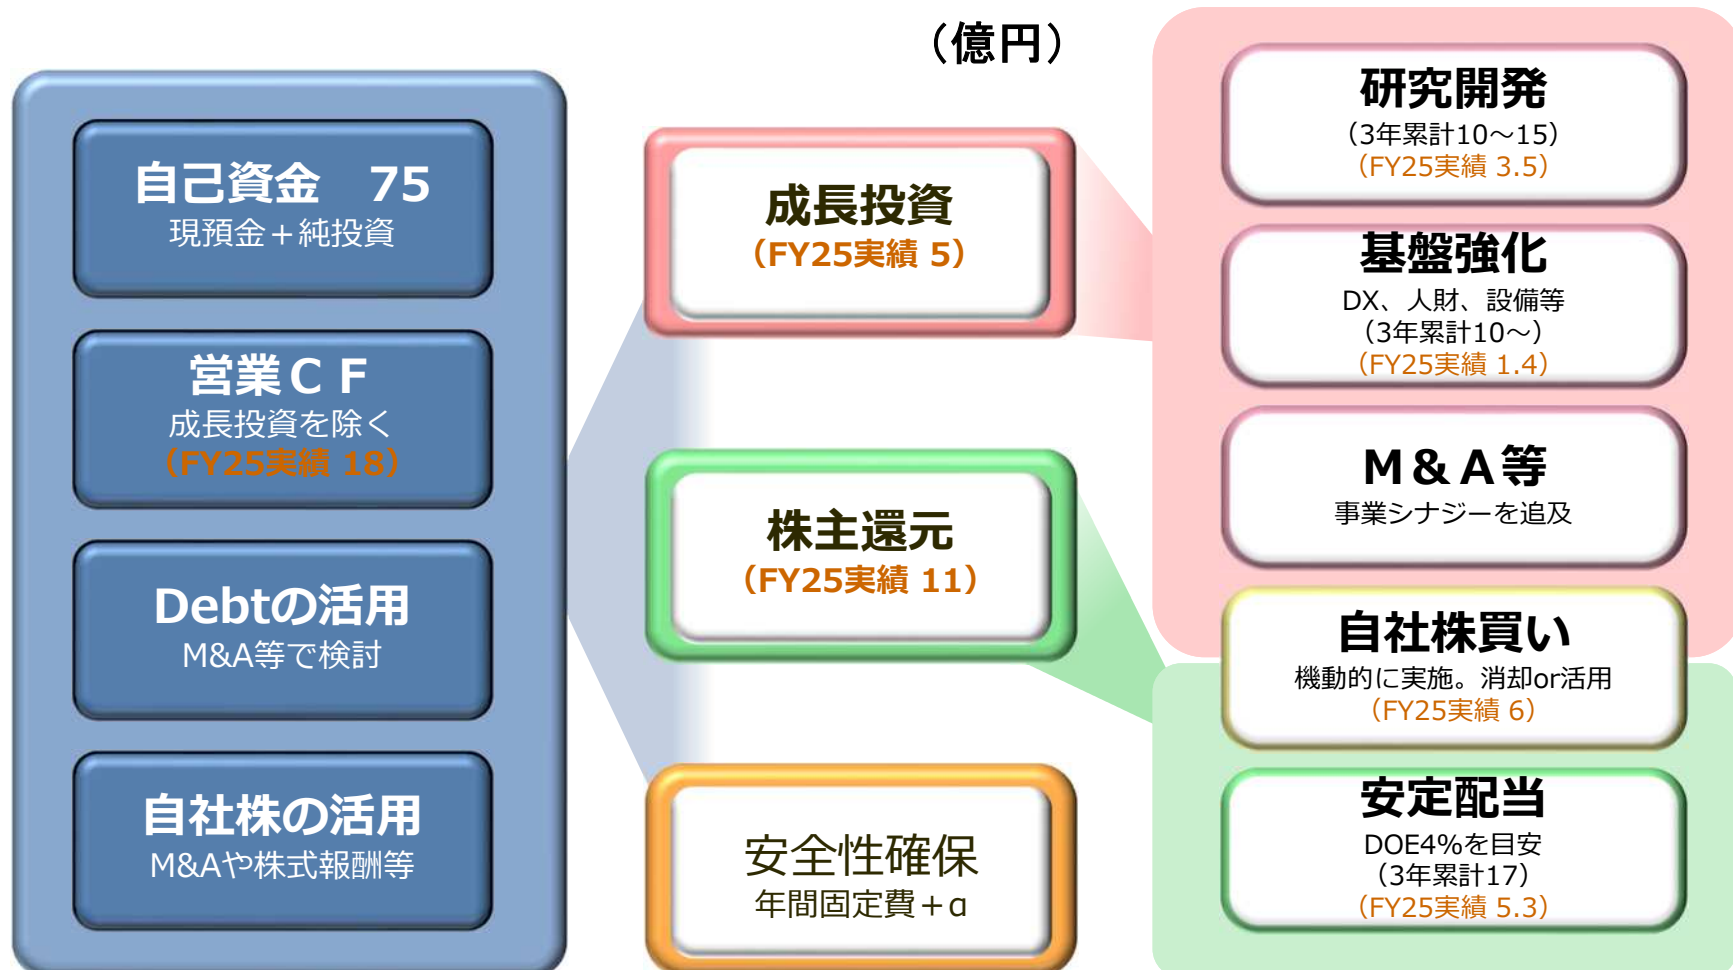 (億円)
自己資金 75
現預金+純投資
営業CF
成長投資を除く
(FY25実績 18)
Debtの活用
M&A等で検討
自社株の活用
M&Aや株式報酬等
成長投資
(FY25実績 5)
株主還元
(FY25実績 11)
安全性確保
年間固定費+α
研究開発
(3年累計10~15)
(FY25実績 3.5)
基盤強化
DX、人財、設備等
(3年累計10~)
(FY25実績 1.4)
M&A等
事業シナジーを追及
自社株買い
機動的に実施。消却or活用
(FY25実績 6)
安定配当
DOE4%を目安
(3年累計17)
(FY25実績 5.3)